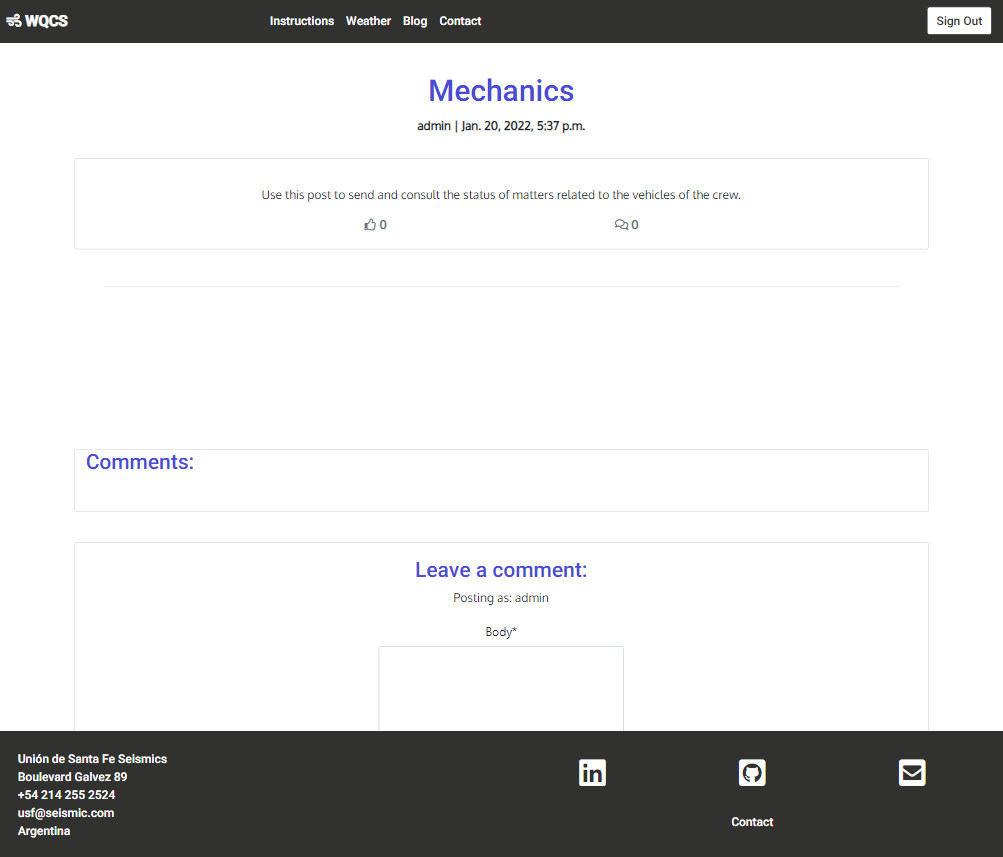 WQCS
Instructions Weather Blog Contact
Sign Out
Mechanics
admin | Jan. 20, 2022, 5:37 p.m.
Use this post to send and consult the status of matters related to the vehicles of the crew.
0 0
Comments:
Leave a comment:
Posting as: admin
Body*
Unión de Santa Fe Seismics
Boulevard Galvez 89
+54 214 255 2524
usf@seismic.com
Argentina
in
Contact